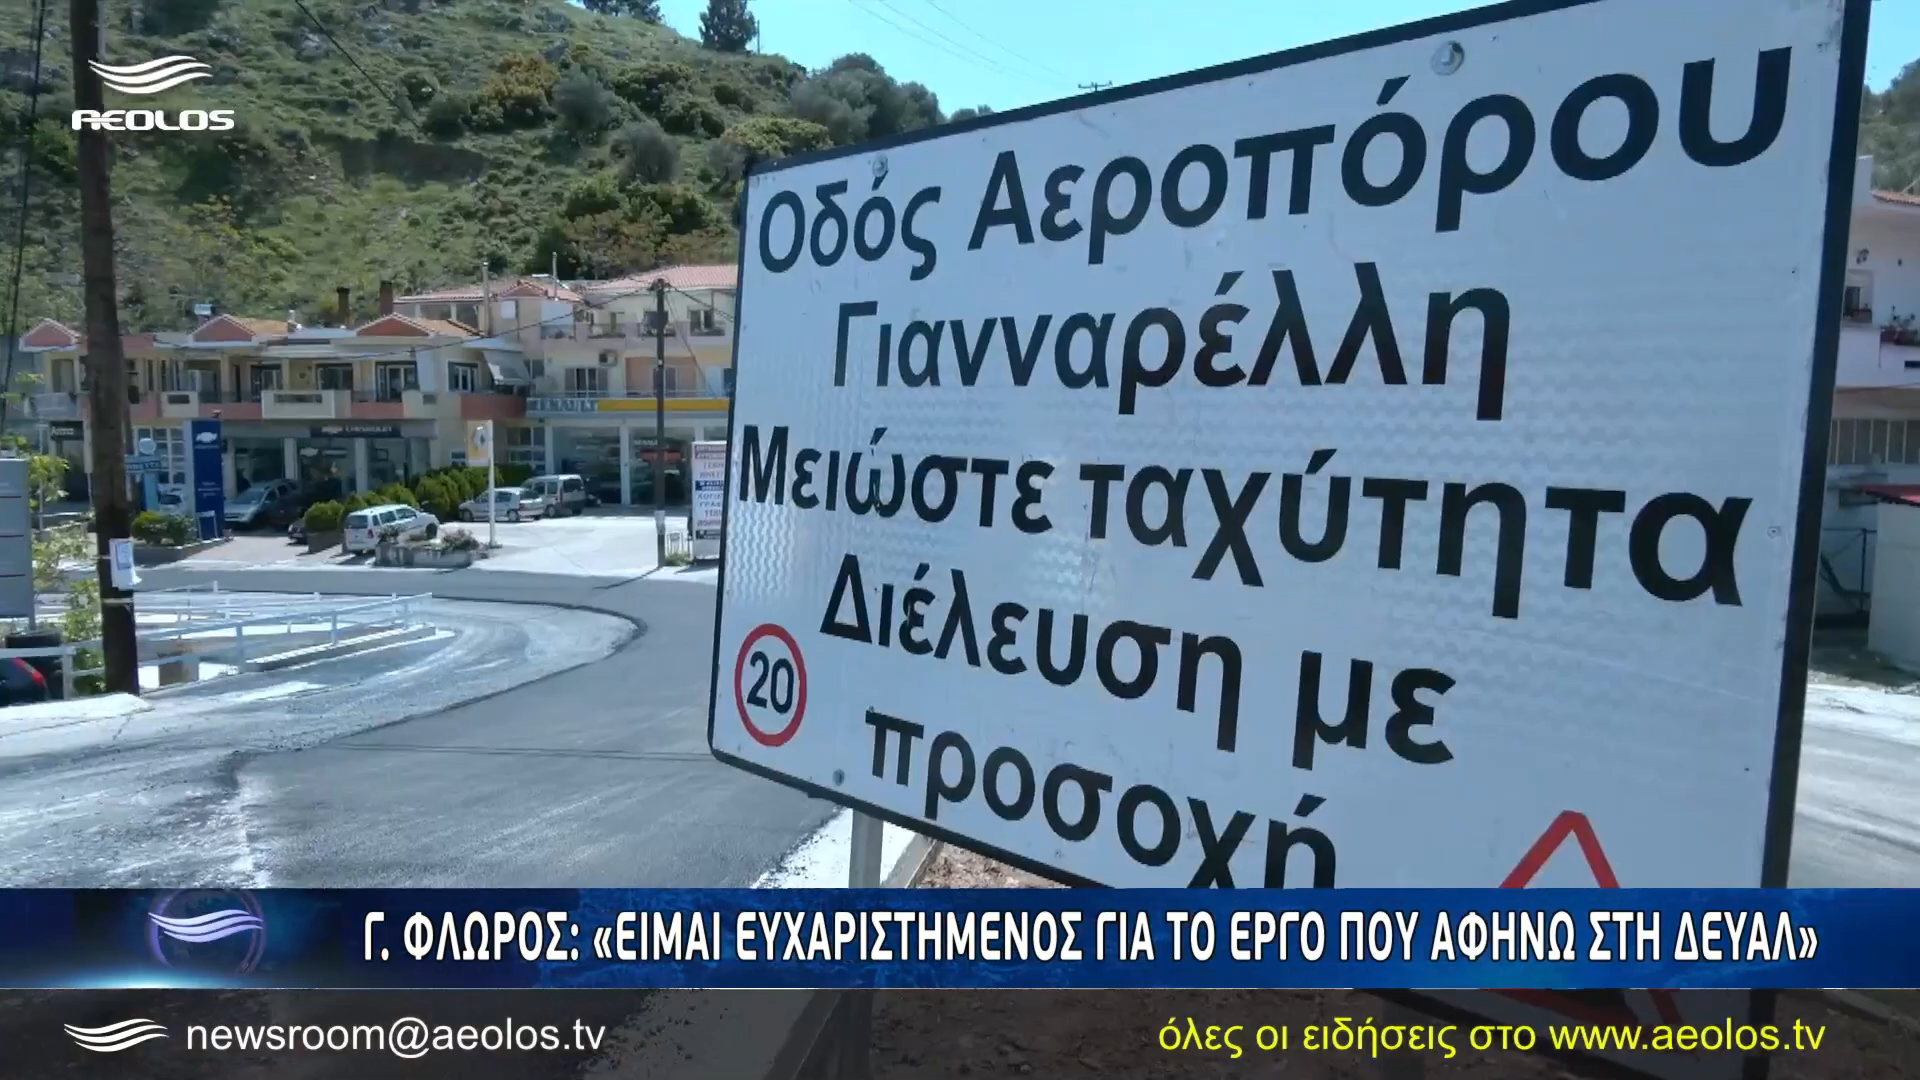 AEOLOS
Οδός Αεροπόρου
Γιανναρέλλη
Μειώστε ταχύτητα
Διέλευση με
προσοχή
20
Γ. ΦΛΩΡΟΣ: «ΕΙΜΑΙ ΕΥΧΑΡΙΣΤΗΜΕΝΟΣ ΓΙΑ ΤΟ ΕΡΓΟ ΠΟΥ ΑΦΗΝΩ ΣΤΗ ΔΕΥΑΛ»
newsroom@aeolos.tv
όλες οι ειδήσεις στο www.aeolos.tv